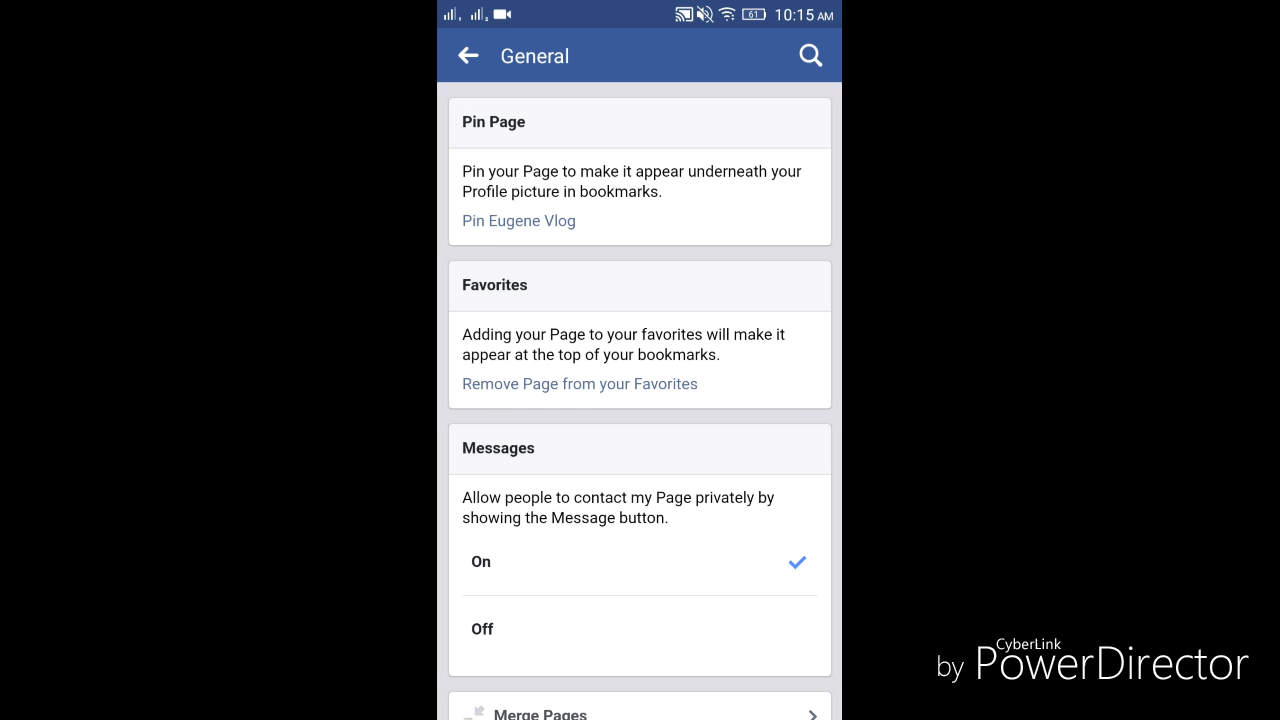 61 10:15 AM
General
Pin Page
Pin your Page to make it appear underneath your
Profile picture in bookmarks.
Pin Eugene Vlog
Favorites
Adding your Page to your favorites will make it
appear at the top of your bookmarks.
Remove Page from your Favorites
Messages
Allow people to contact my Page privately by
showing the Message button.
On
Off
Merge Pages
CyberLink
by PowerDirector